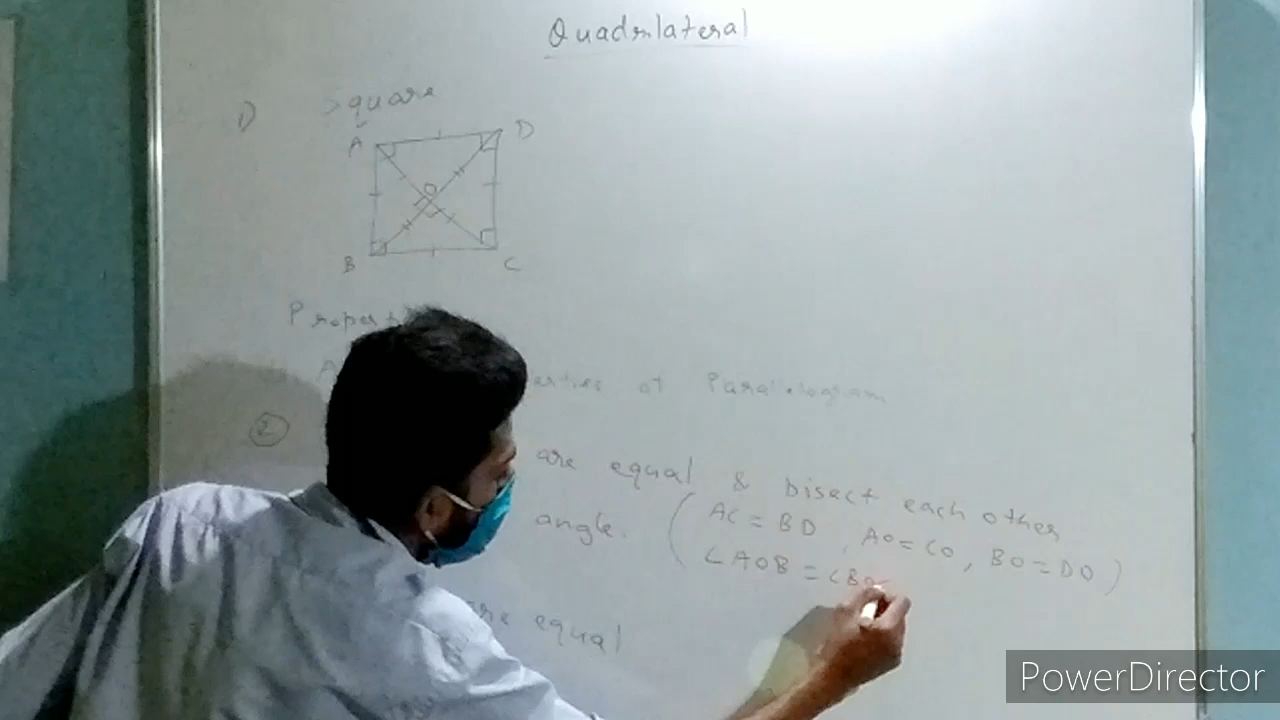 Quadrilateral
1) Square
A D
B C
Propert
erties of Parallelogram
2 are equal & bisect each other
angle. (AC = BD, AO = CO, BO = DO)
∠AOB = ∠BO
are equal
PowerDirector